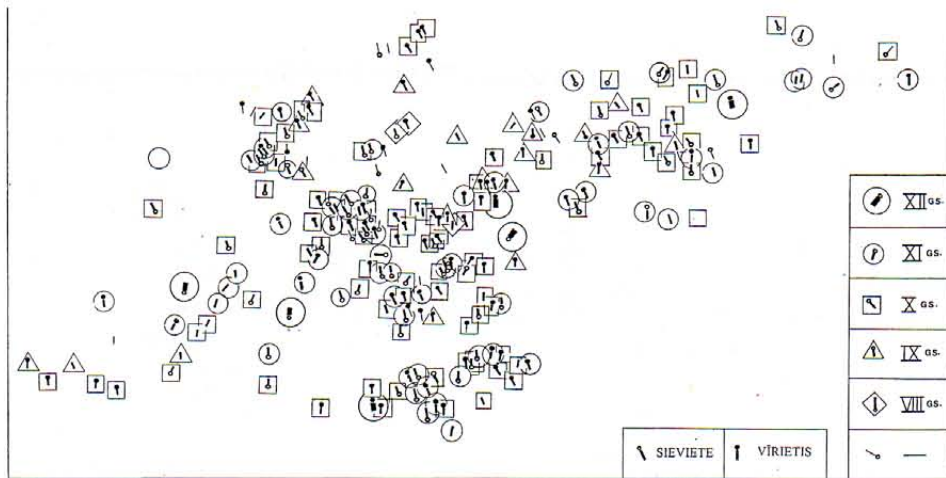 XII GS.
XI GS.
X GS.
IX GS.
VIII GS.
SIEVIETE
VĪRIETIS